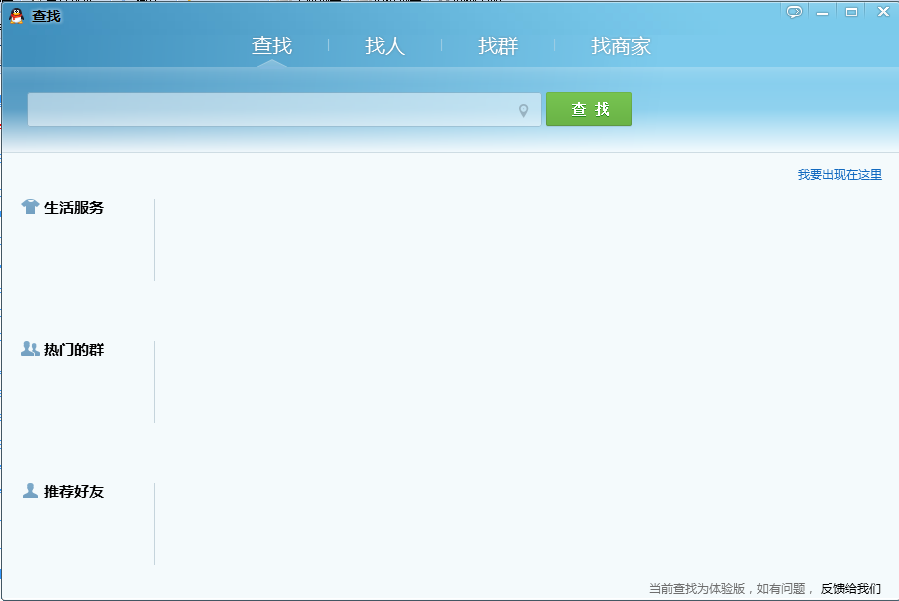 查找
查找 找人 找群 找商家
查 找
我要出现在这里
生活服务
热门的群
推荐好友
当前查找为体验版，如有问题， 反馈给我们